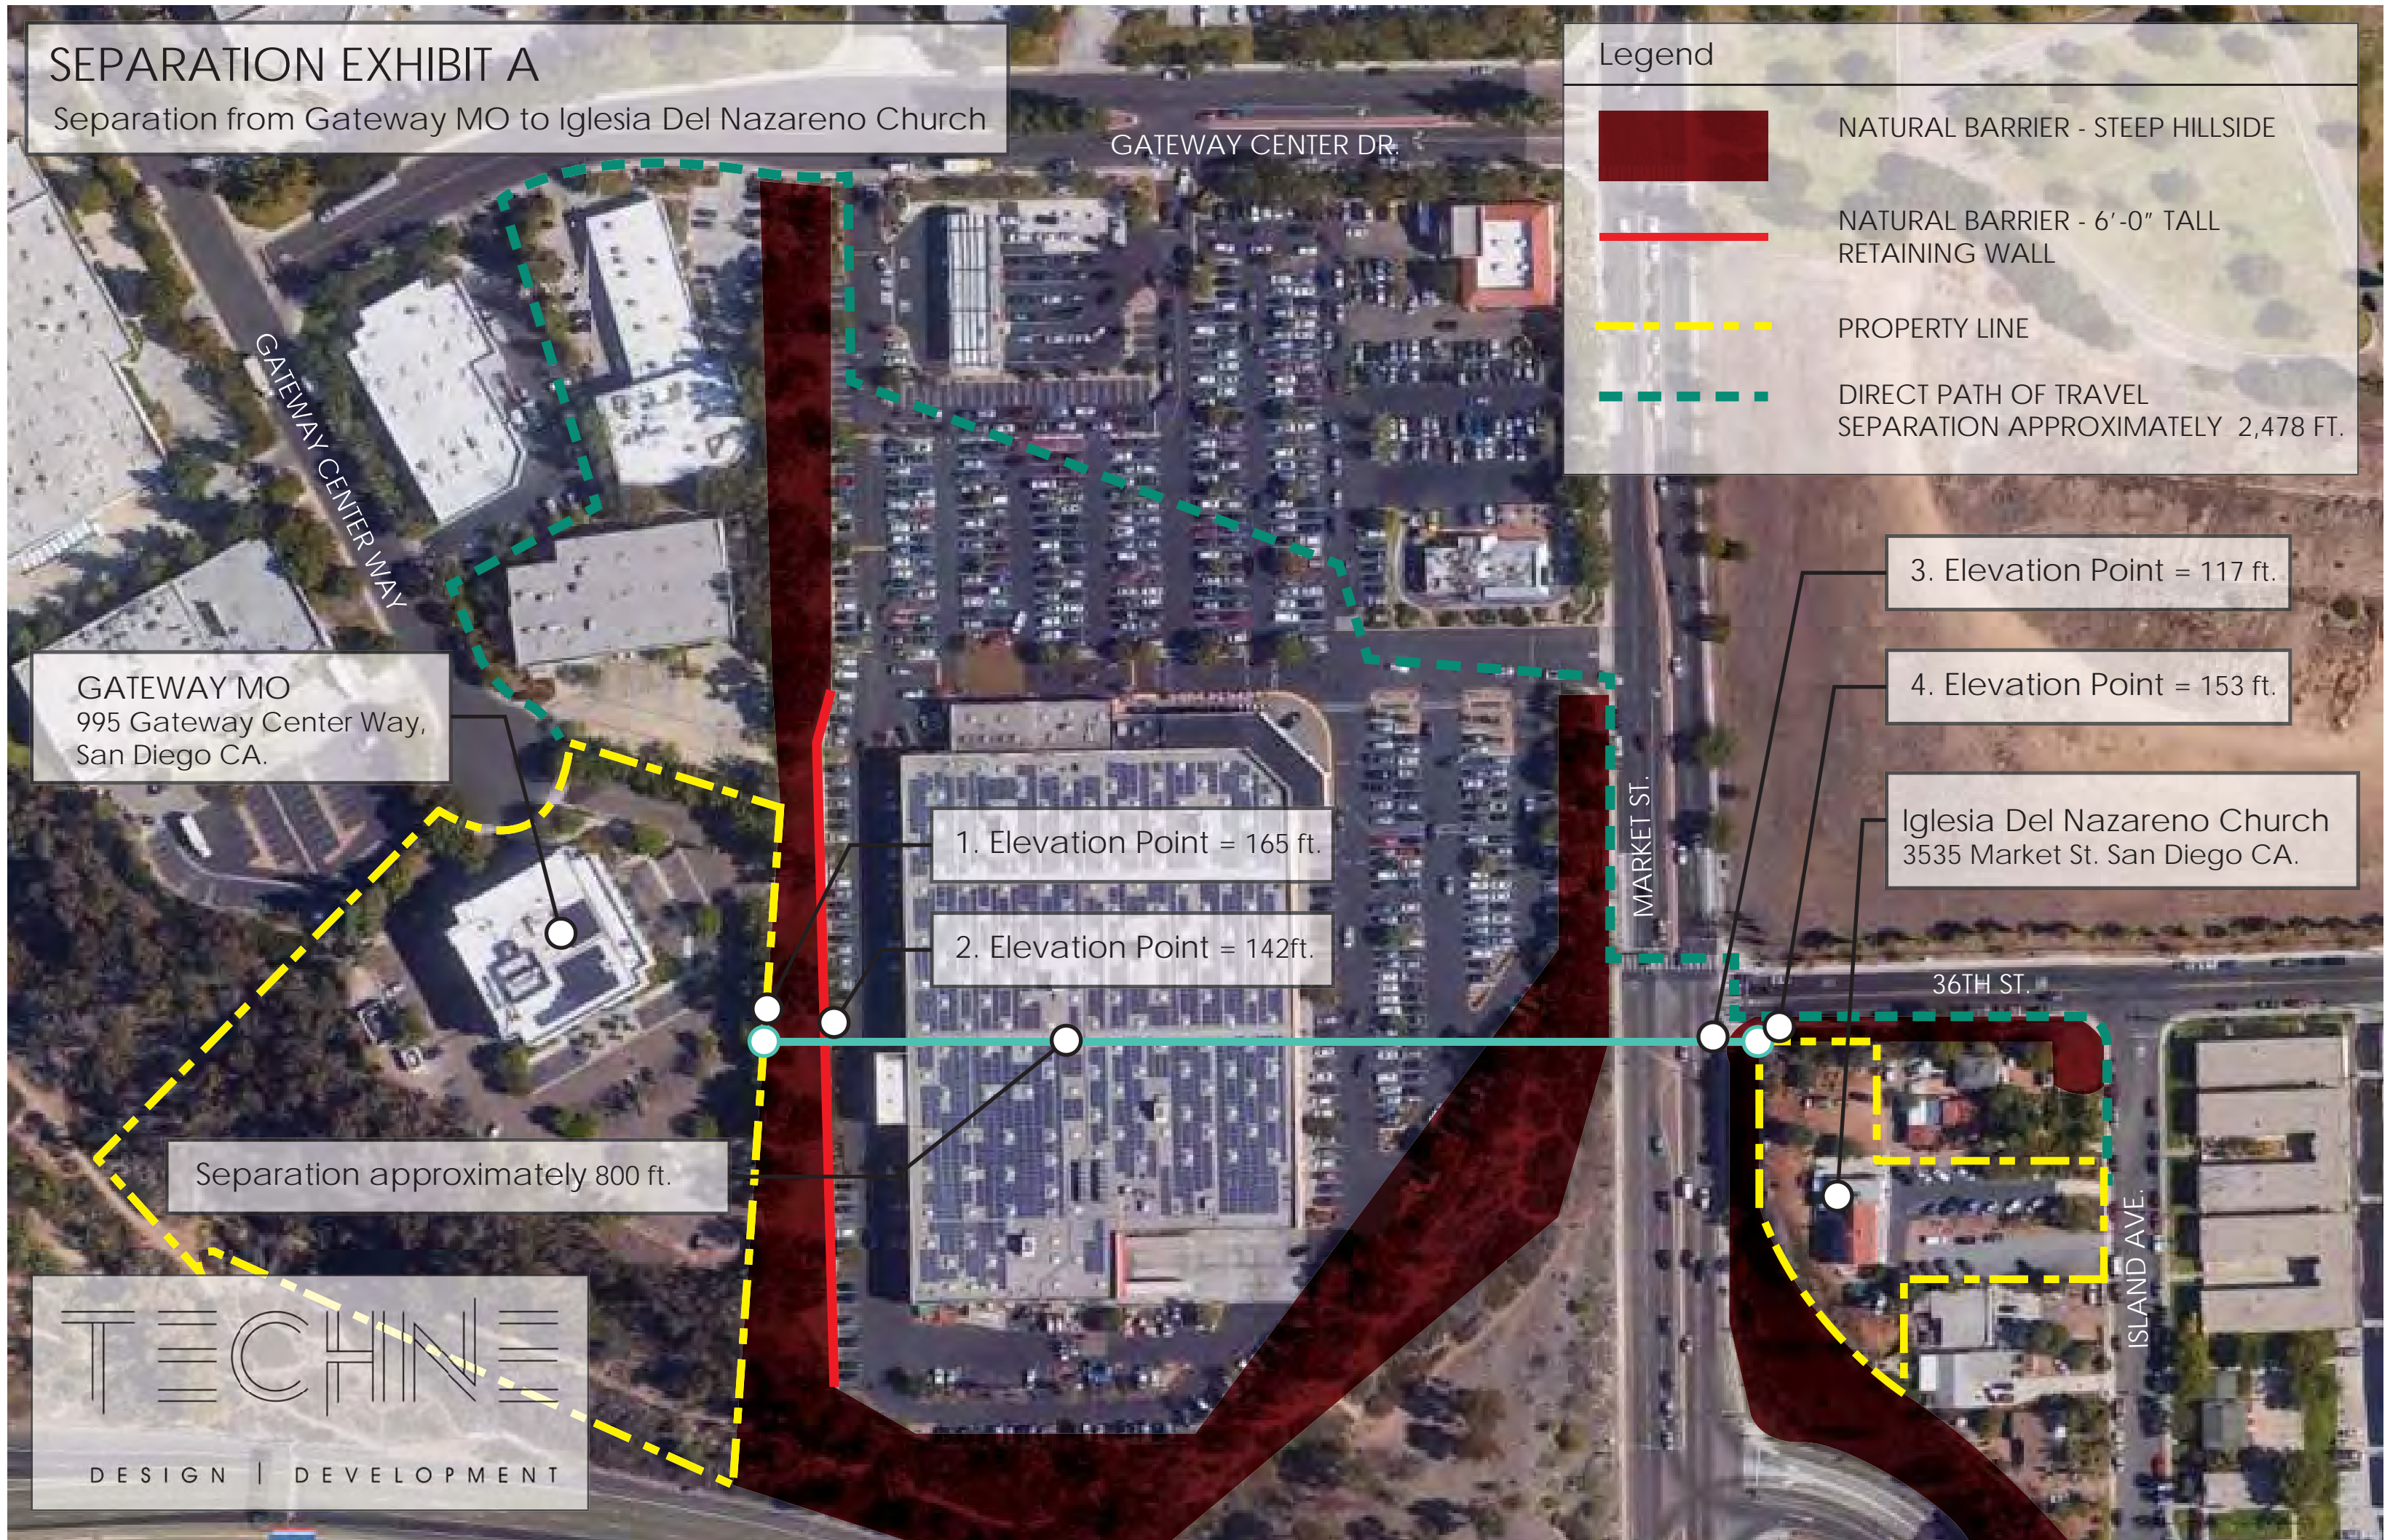 SEPARATION EXHIBIT A
Separation from Gateway MO to Iglesia Del Nazareno Church
GATEWAY CENTER DR.
Legend
NATURAL BARRIER - STEEP HILLSIDE
NATURAL BARRIER - 6'-0" TALL
RETAINING WALL
PROPERTY LINE
DIRECT PATH OF TRAVEL
SEPARATION APPROXIMATELY 2,478 FT.
GATEWAY CENTER WAY
3. Elevation Point = 117 ft.
4. Elevation Point = 153 ft.
GATEWAY MO
995 Gateway Center Way,
San Diego CA.
1. Elevation Point = 165 ft.
2. Elevation Point = 142ft.
MARKET ST.
Iglesia Del Nazareno Church
3535 Market St. San Diego CA.
36TH ST.
Separation approximately 800 ft.
ISLAND AVE.
TECHNE
DESIGN | DEVELOPMENT